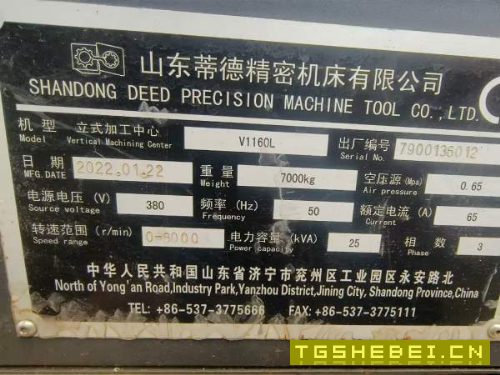 山东蒂德精密机床有限公司
SHANDONG DEED PRECISION MACHINE TOOL CO.,LTD.
机型 立式加工中心 V1160L 出厂编号 7900136012
Model Vertical Machining Center Serial No.
日期 2022.01.22 重量 7000kg 空压源(Mpa) 0.65
MFG.DATE Weight Air pressure
电源电压(V) 380 频率(Hz) 50 额定电流(A) 65
Source voltage Frequency Current
转速范围(r/min) 0-8000 电力容量(kVA) 25 相数 3
Speed range Power capacity Phase
中华人民共和国山东省济宁市兖州区工业园区永安路北
North of Yong'an Road,Industry Park,Yanzhou District,Jining City, Shandong Province,China
TEL: +86-537-3775666 FAX: +86-537-3775111
TGSHEBEI.CN